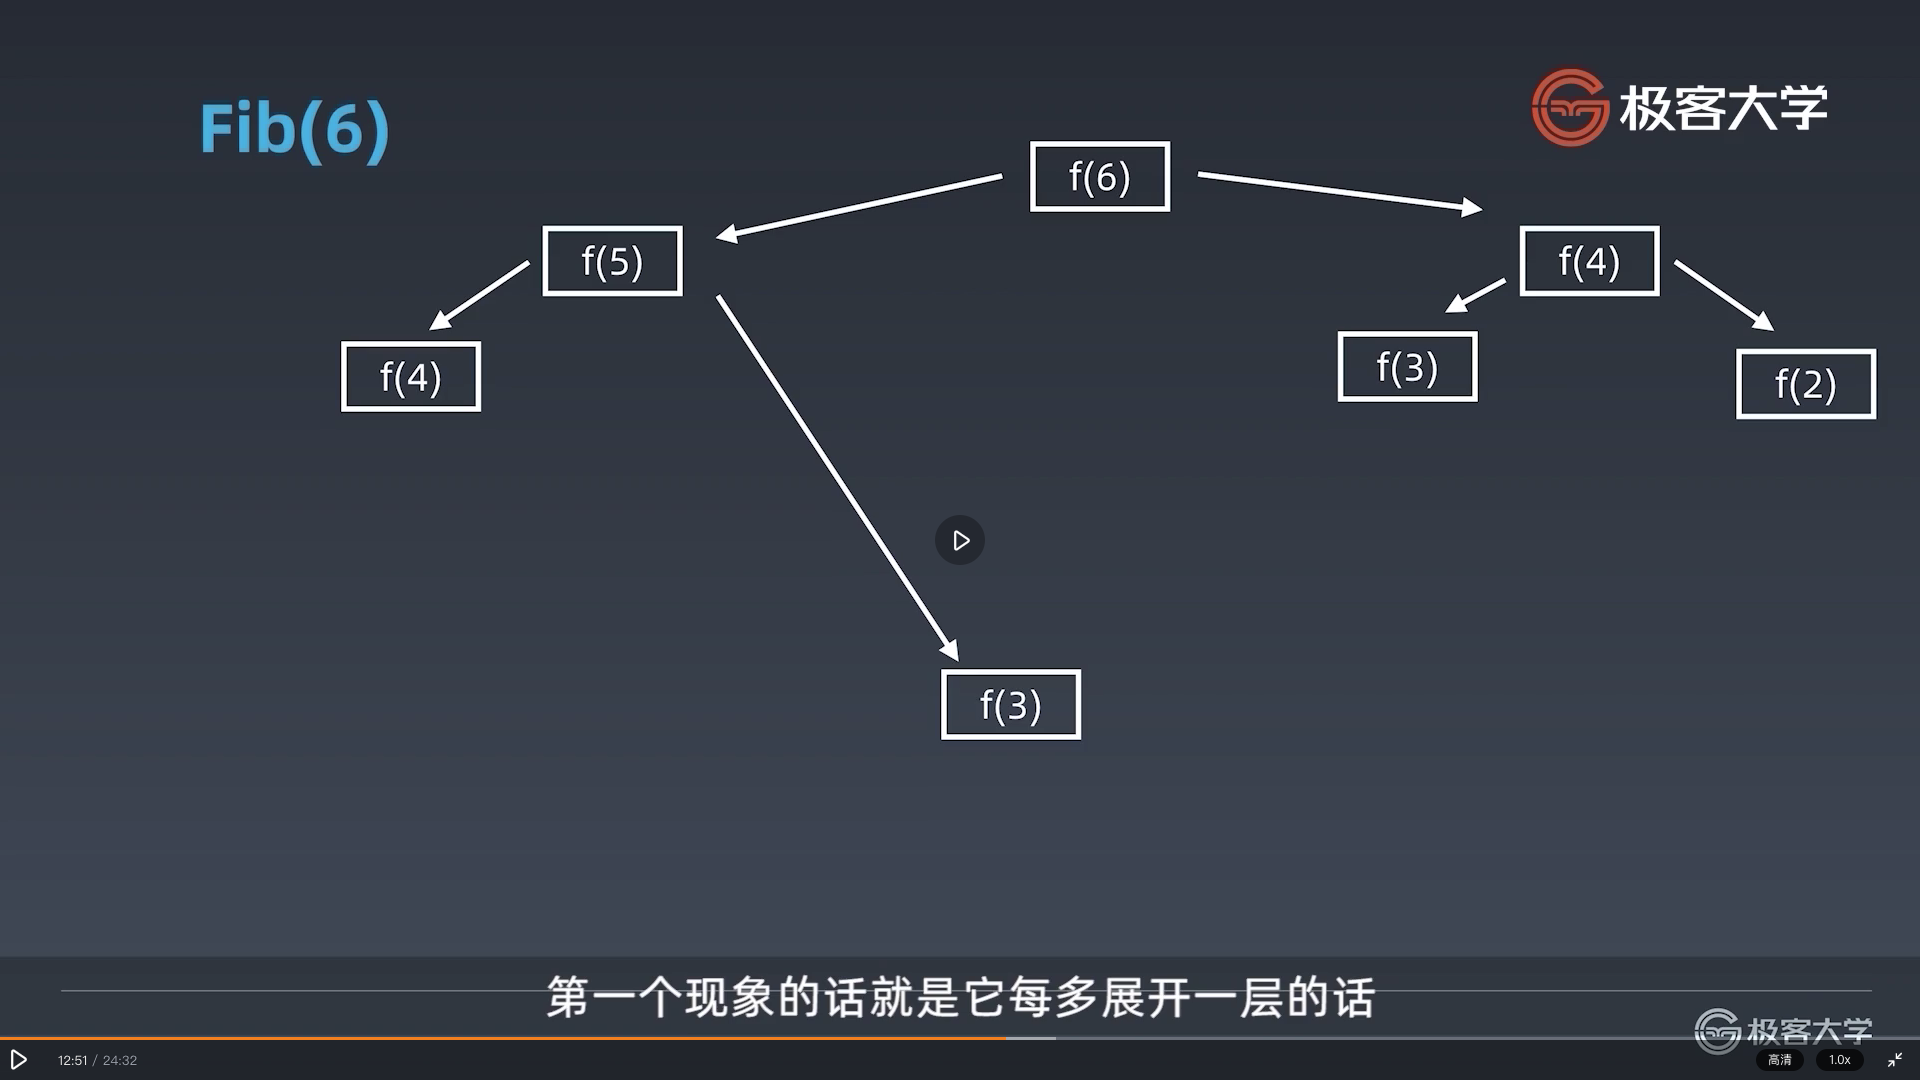 Fib(6)
极客大学
f(6)
f(5)
f(4)
f(4)
f(3)
f(2)
f(3)
第一个现象的话就是它每多展开一层的话
极客大学
12:51 / 24:32
高清
1.0x